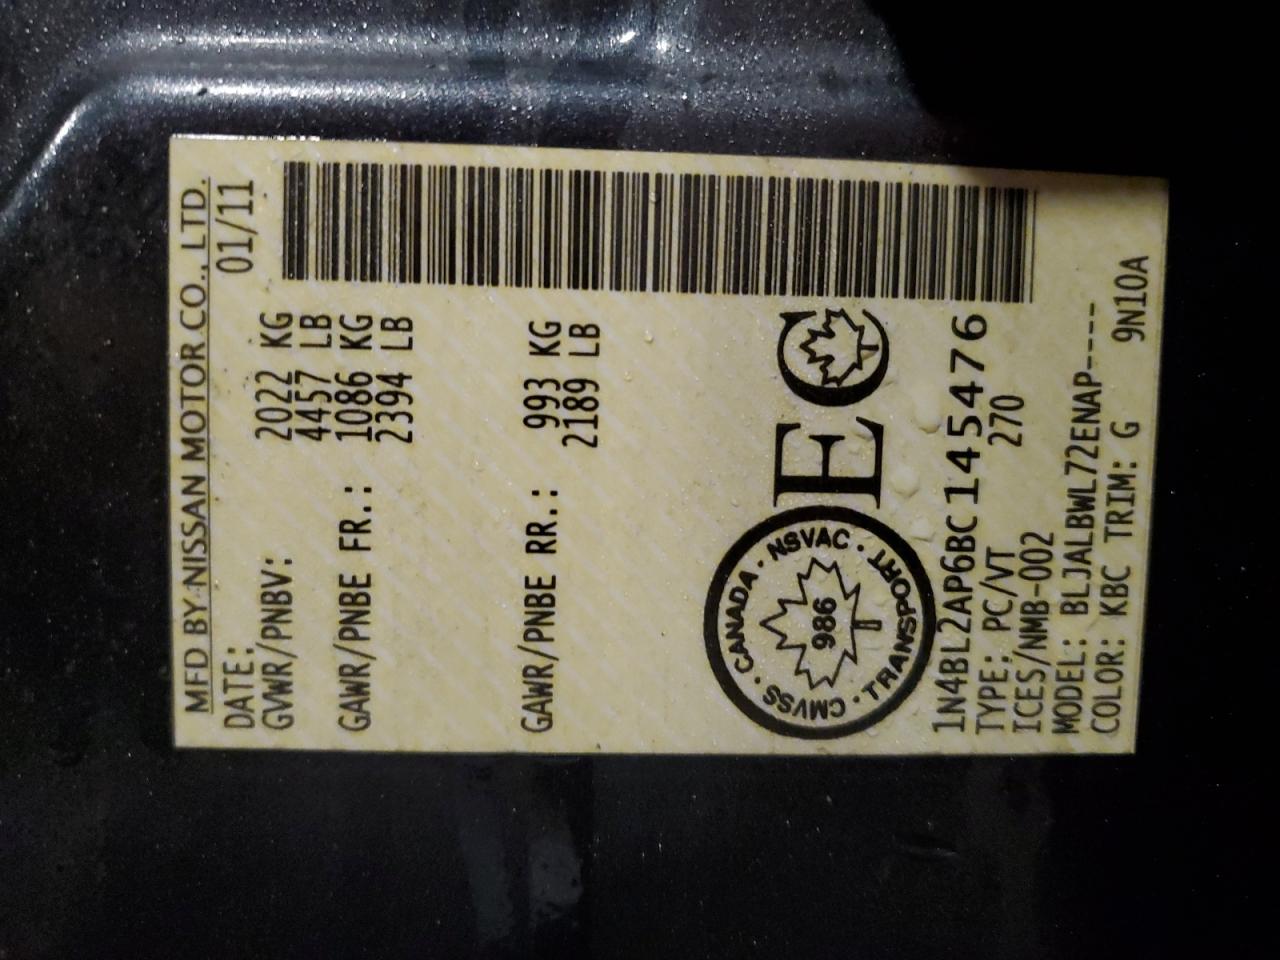 MFD BY NISSAN MOTOR CO., LTD.
DATE: 01/11
GVWR/PNBV: 2022 KG
4457 LB
GAWR/PNBE FR.: 1086 KG
2394 LB
GAWR/PNBE RR.: 993 KG
2189 LB
CMVSS · CANADA · NSVAC · TRANSPORT
986
EC
1N4BL2AP6BC145476
TYPE: PC/VT 270
ICES/NMB-002
MODEL: BLJALBWL72ENAP----
COLOR: KBC TRIM: G 9N10A